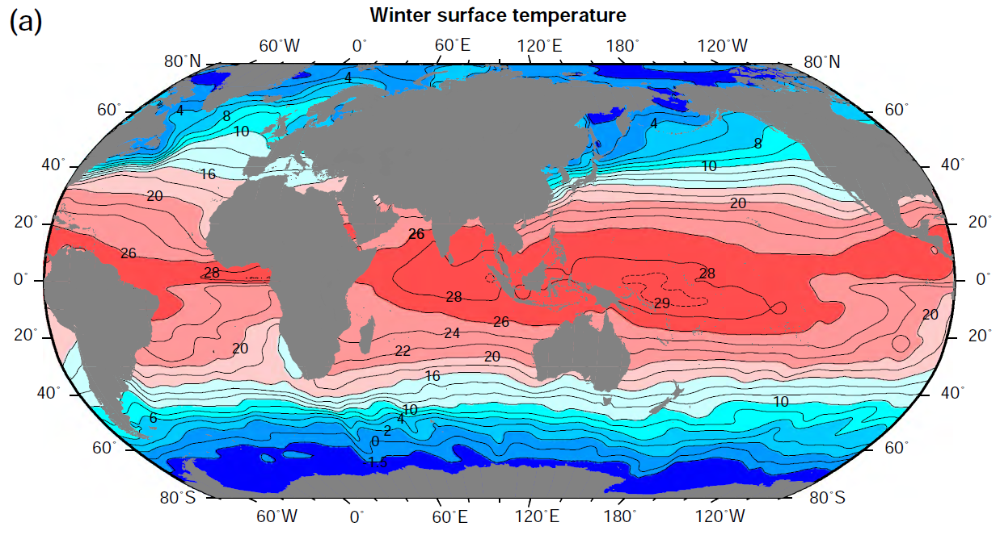 (a)
Winter surface temperature
60°W 0° 60°E 120°E 180° 120°W
80°N 80°N
4
60° 4 8 4 60°
10 8
40° 16 10 40°
20 20
20° 26 20°
26
28 28
0° 0°
28 29
26 20
20° 24 20°
20 22 20
16
40° 10 10 40°
6 4
2
60° 0 60°
-1.5
80°S 80°S
60°W 0° 60°E 120°E 180° 120°W